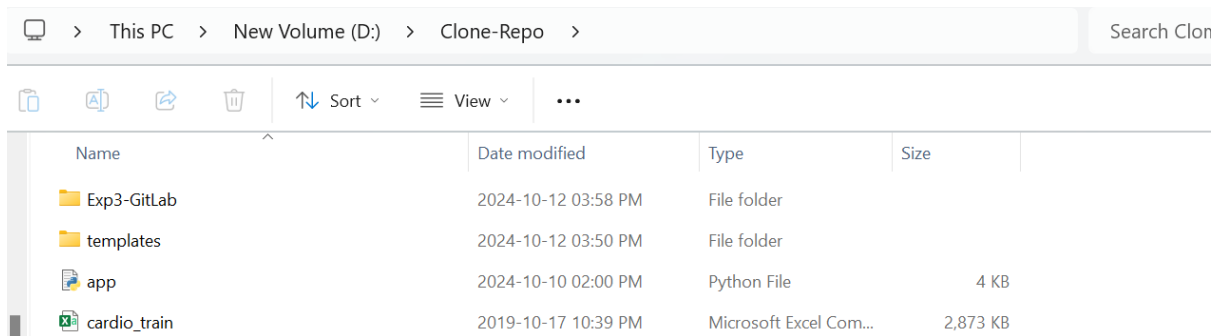 This PC > New Volume (D:) > Clone-Repo > Search Clon
Sort View ...
Name Date modified Type Size
Exp3-GitLab 2024-10-12 03:58 PM File folder
templates 2024-10-12 03:50 PM File folder
app 2024-10-10 02:00 PM Python File 4 KB
cardio_train 2019-10-17 10:39 PM Microsoft Excel Com... 2,873 KB